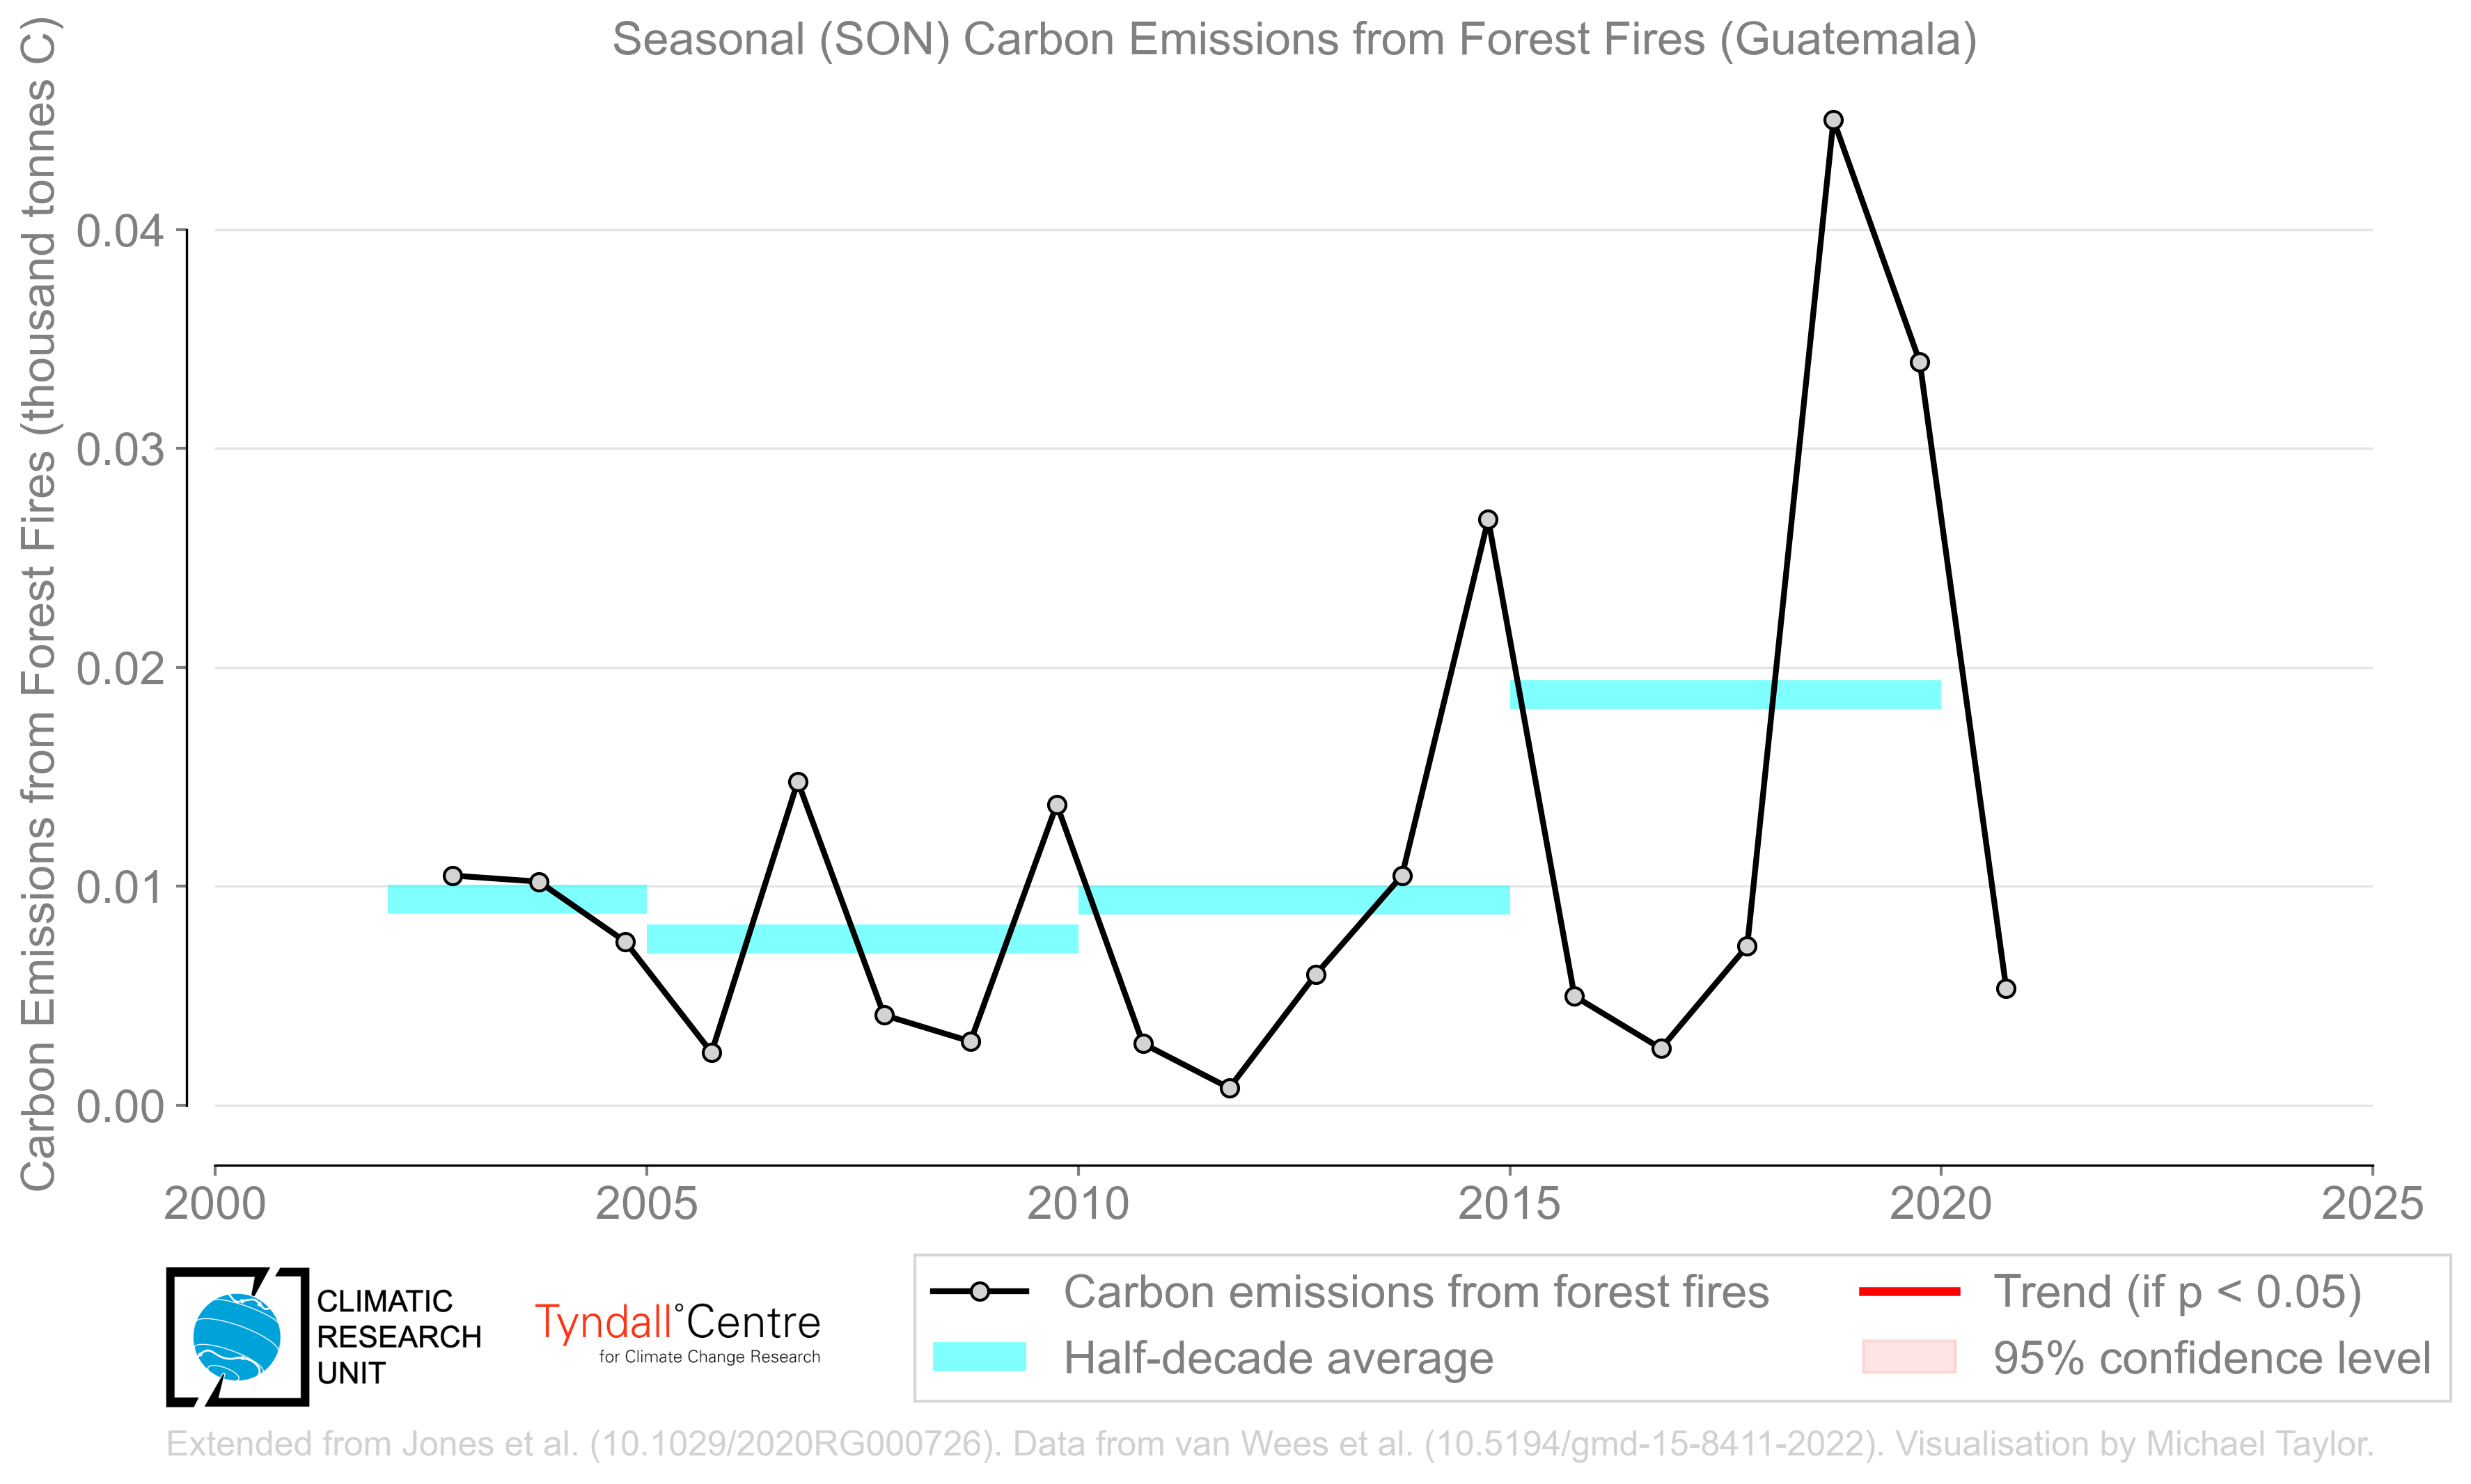 Seasonal (SON) Carbon Emissions from Forest Fires (Guatemala)
Carbon Emissions from Forest Fires (thousand tonnes C)
0.04
0.03
0.02
0.01
0.00
2000 2005 2010 2015 2020 2025
CLIMATIC
RESEARCH
UNIT
Tyndall°Centre
for Climate Change Research
Carbon emissions from forest fires
Half-decade average
Trend (if p < 0.05)
95% confidence level
Extended from Jones et al. (10.1029/2020RG000726). Data from van Wees et al. (10.5194/gmd-15-8411-2022). Visualisation by Michael Taylor.